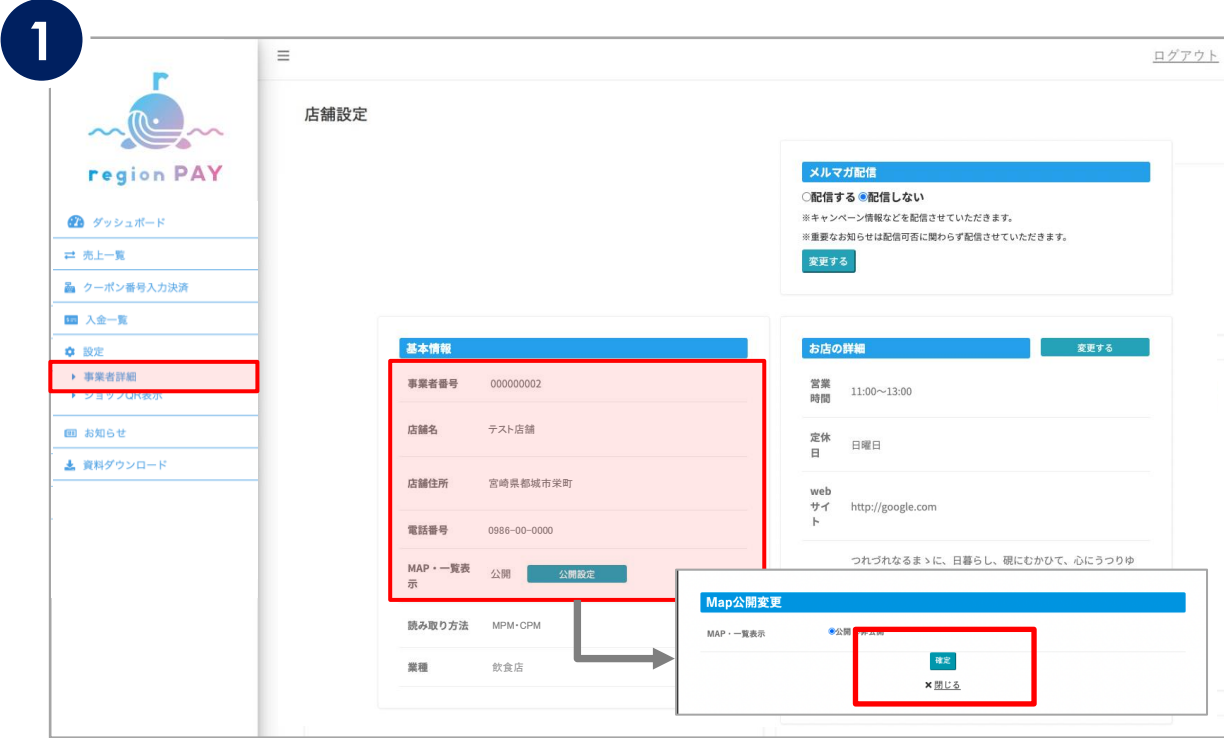 1
ログアウト
region PAY
ダッシュボード
売上一覧
クーポン番号入力決済
入金一覧
設定
事業者詳細
ショップQR表示
お知らせ
資料ダウンロード
店舗設定
メルマガ配信
配信する 配信しない
※キャンペーン情報などを配信させていただきます。
※重要なお知らせは配信可否に関わらず配信させていただきます。
変更する
基本情報
事業者番号 000000002
店舗名 テスト店舗
店舗住所 宮崎県都城市栄町
電話番号 0986-00-0000
MAP・一覧表
示
公開 公開設定
読み取り方法 MPM・CPM
業種 飲食店
お店の詳細 変更する
営業
時間
11:00〜13:00
定休
日
日曜日
web
サイ
ト
http://google.com
つれづれなるまゝに、日暮らし、硯にむかひて、心にうつりゆ
Map公開変更
MAP・一覧表示 公開 非公開
確定
×閉じる